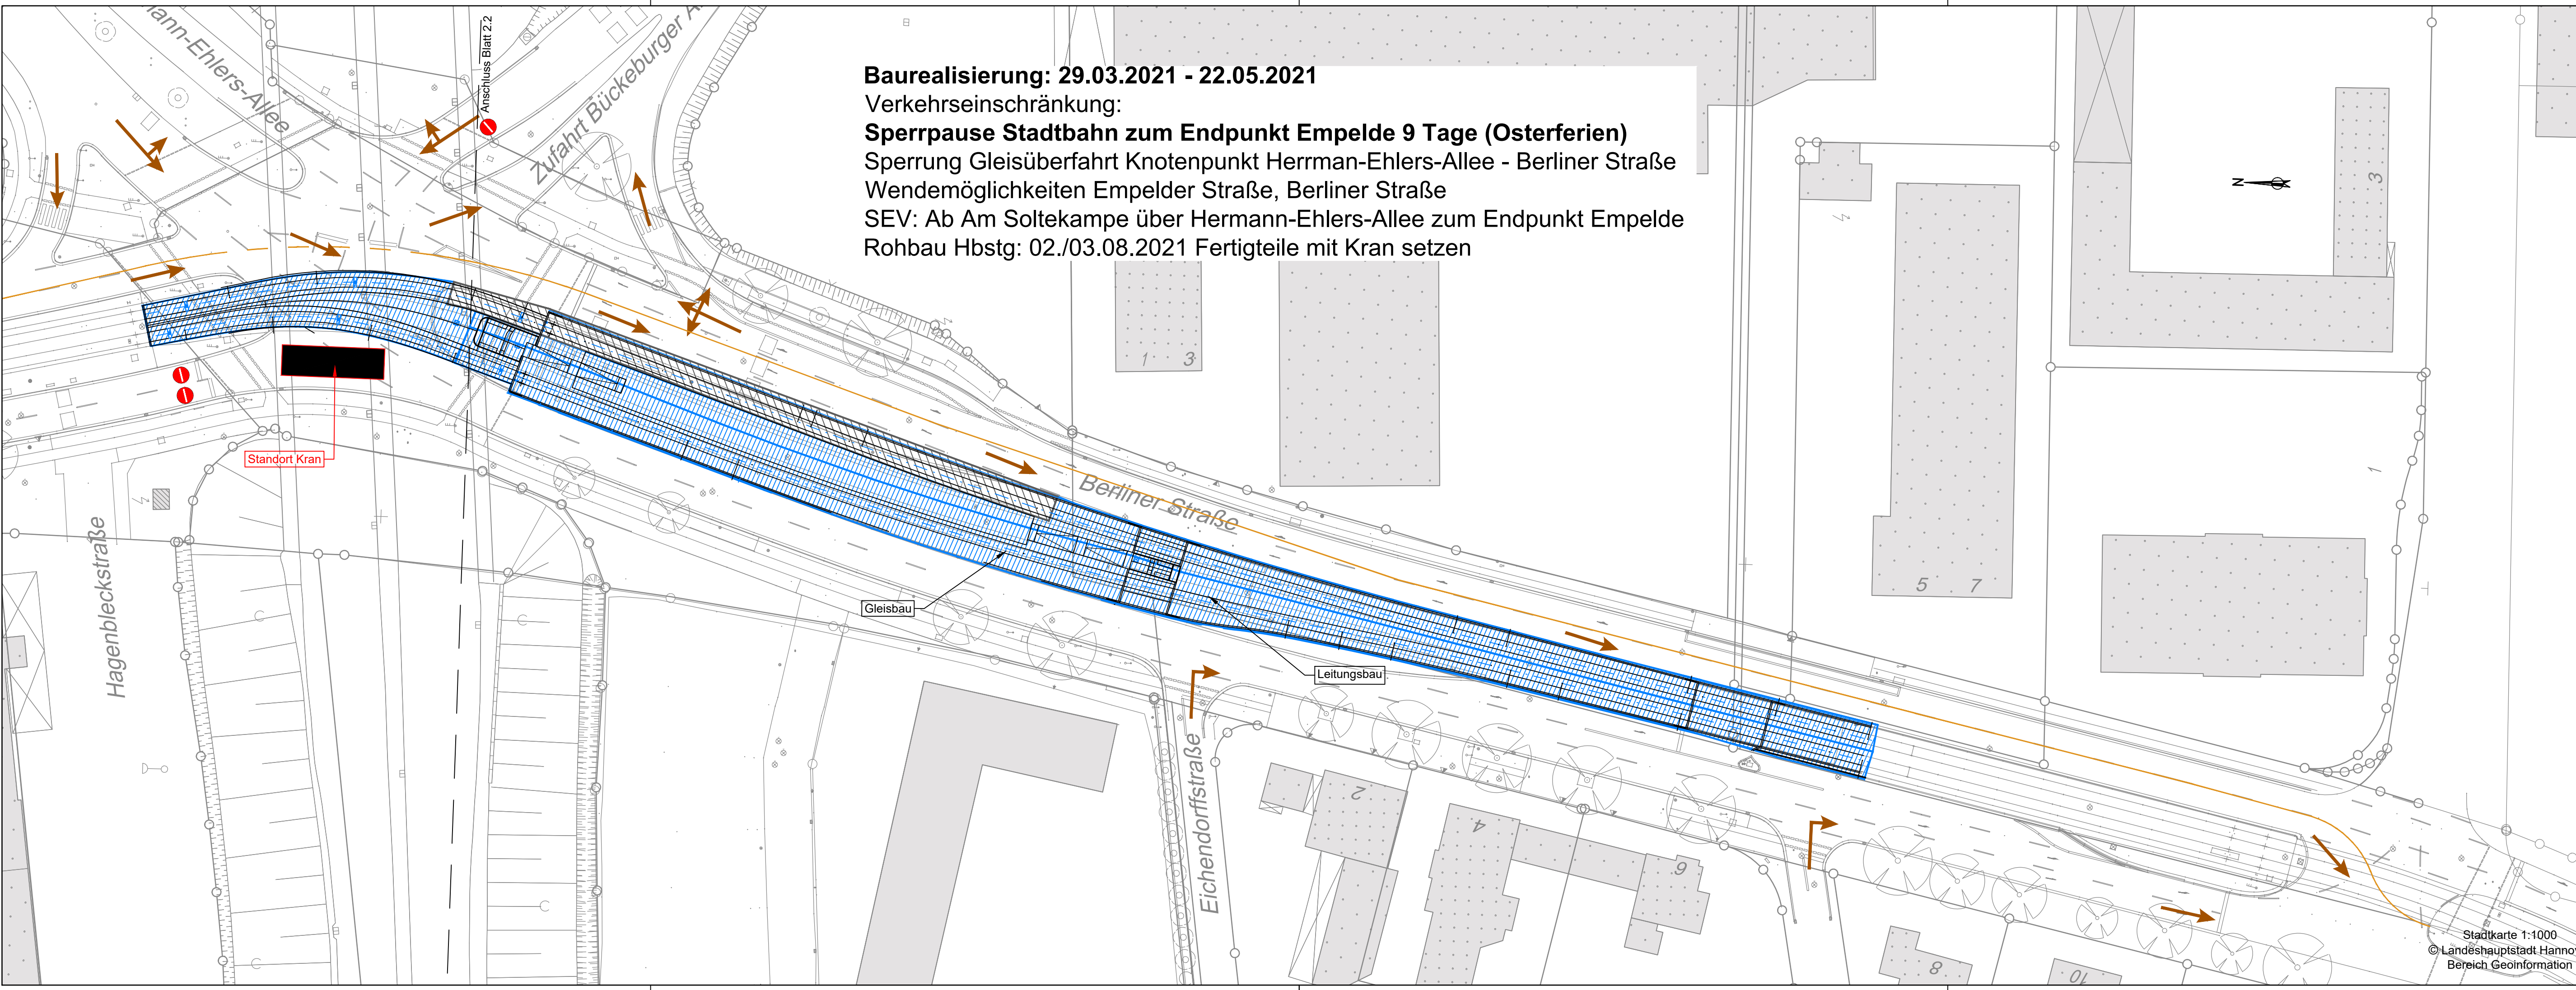 Baurealisierung: 29.03.2021 - 22.05.2021
Verkehrseinschränkung:
Sperrpause Stadtbahn zum Endpunkt Empelde 9 Tage (Osterferien)
Sperrung Gleisüberfahrt Knotenpunkt Herrman-Ehlers-Allee - Berliner Straße
Wendemöglichkeiten Empelder Straße, Berliner Straße
SEV: Ab Am Soltekampe über Hermann-Ehlers-Allee zum Endpunkt Empelde
Rohbau Hbstg: 02./03.08.2021 Fertigteile mit Kran setzen
mann-Ehlers-Allee
Anschluss Blatt 2.2
Zufahrt Bückeburger A
N
3
1 3
1
5 7
Standort Kran
Berliner Straße
Hagenbleckstraße
Gleisbau
Leitungsbau
Eichendorffstraße
2
4
6
8
10
Stadtkarte 1:1000
© Landeshauptstadt Hanno
Bereich Geoinformation